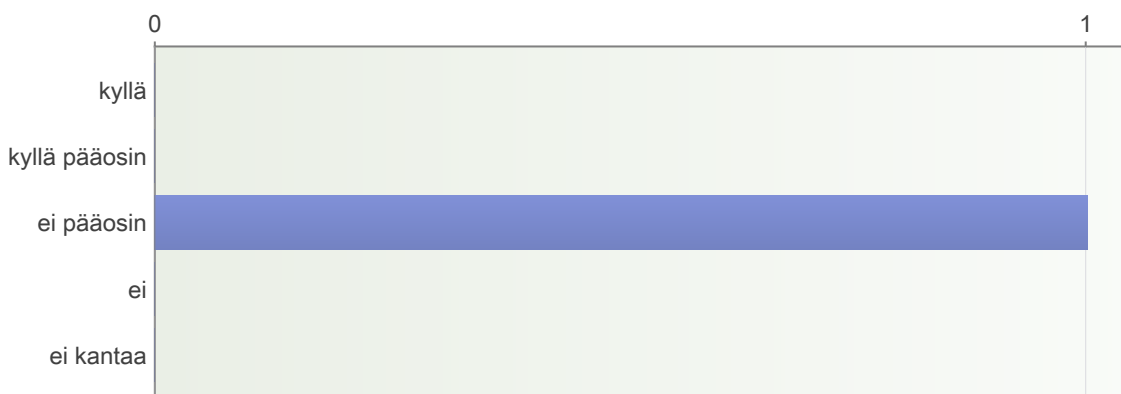 0 1
kyllä
kyllä pääosin
ei pääosin
ei
ei kantaa